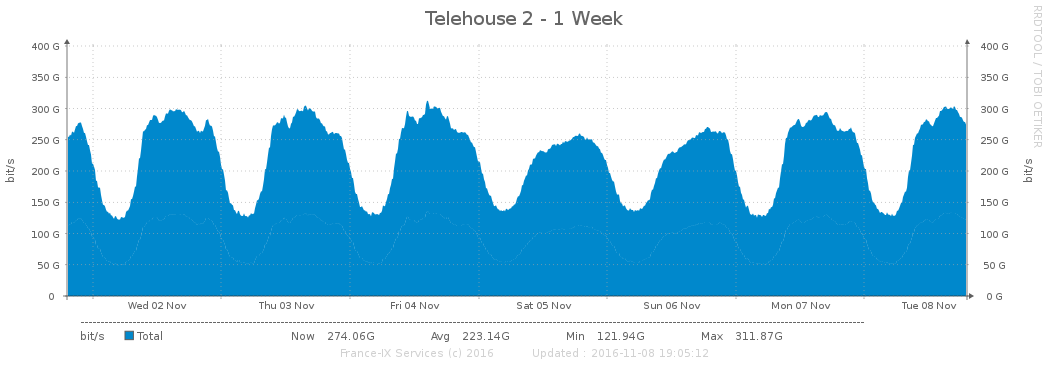 Telehouse 2 - 1 Week
RRDTOOL / TOBI OETIKER
400 G 400 G
350 G 350 G
300 G 300 G
250 G 250 G
200 G 200 G
150 G 150 G
100 G 100 G
50 G 50 G
0 0 G
bit/s
bit/s
Wed 02 Nov Thu 03 Nov Fri 04 Nov Sat 05 Nov Sun 06 Nov Mon 07 Nov Tue 08 Nov
bit/s Total Now 274.06G Avg 223.14G Min 121.94G Max 311.87G
France-IX Services (c) 2016 Updated : 2016-11-08 19:05:12